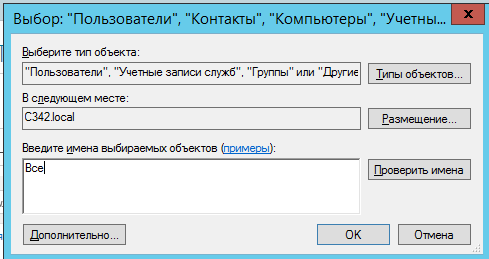 Выбор: "Пользователи", "Контакты", "Компьютеры", "Учетны...
Выберите тип объекта:
"Пользователи", "Учетные записи служб", "Группы" или "Другие
Типы объектов...
В следующем месте:
C342.local
Размещение...
Введите имена выбираемых объектов (примеры):
Все
Проверить имена
Дополнительно...
OK
Отмена